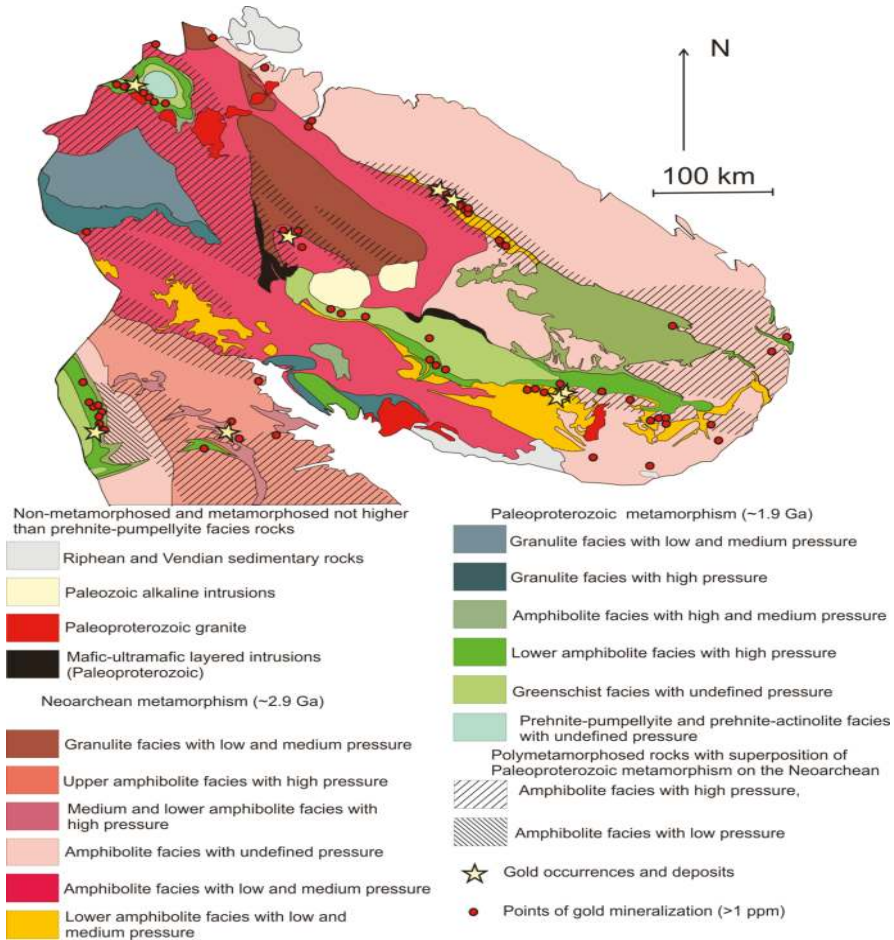 N
100 km
Non-metamorphosed and metamorphosed not higher
than prehnite-pumpellyite facies rocks
Riphean and Vendian sedimentary rocks
Paleozoic alkaline intrusions
Paleoproterozoic granite
Mafic-ultramafic layered intrusions
(Paleoproterozoic)
Neoarchean metamorphism (~2.9 Ga)
Granulite facies with low and medium pressure
Upper amphibolite facies with high pressure
Medium and lower amphibolite facies with
high pressure
Amphibolite facies with undefined pressure
Amphibolite facies with low and medium pressure
Lower amphibolite facies with low and
medium pressure
Paleoproterozoic metamorphism (~1.9 Ga)
Granulite facies with low and medium pressure
Granulite facies with high pressure
Amphibolite facies with high and medium pressure
Lower amphibolite facies with high pressure
Greenschist facies with undefined pressure
Prehnite-pumpellyite and prehnite-actinolite facies
with undefined pressure
Polymetamorphosed rocks with superposition of
Paleoproterozoic metamorphism on the Neoarchean
Amphibolite facies with high pressure,
Amphibolite facies with low pressure
Gold occurrences and deposits
Points of gold mineralization (>1 ppm)